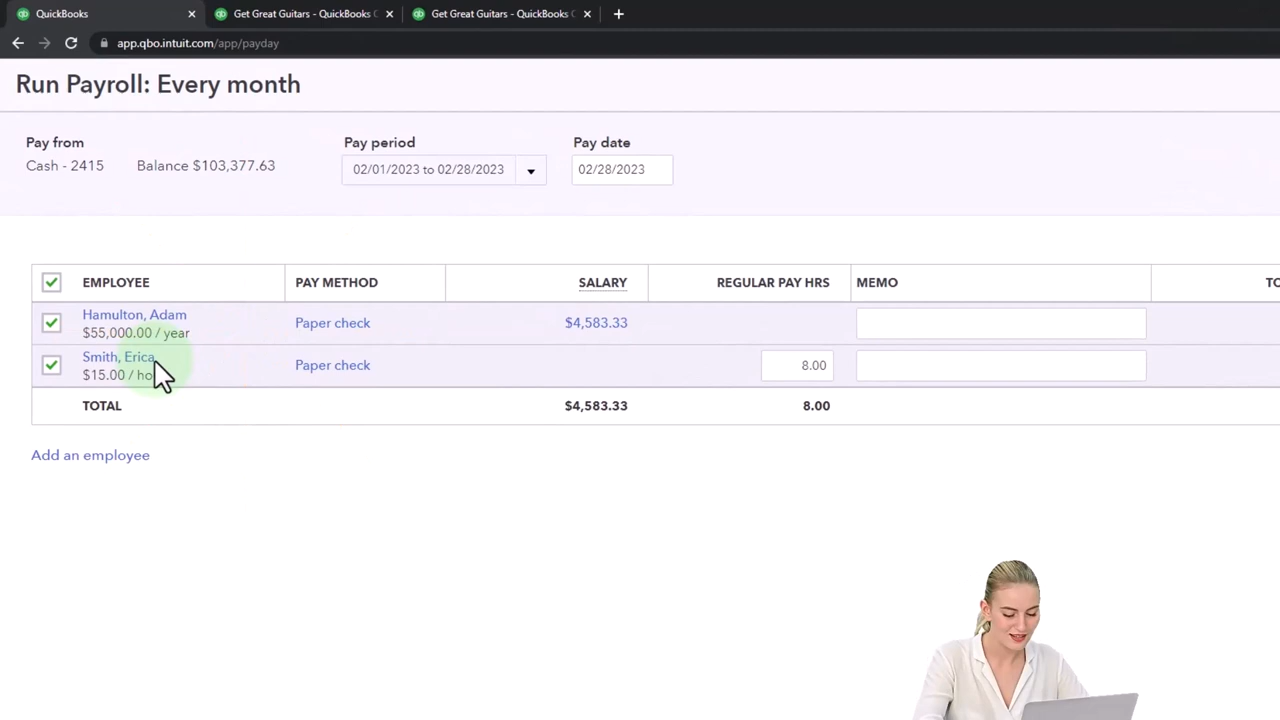 QuickBooks
Get Great Guitars - QuickBooks
Get Great Guitars - QuickBooks
app.qbo.intuit.com/app/payday
Run Payroll: Every month
Pay from
Pay period
Pay date
Cash - 2415 Balance $103,377.63
02/01/2023 to 02/28/2023
02/28/2023
EMPLOYEE PAY METHOD SALARY REGULAR PAY HRS MEMO
Hamulton, Adam
$55,000.00 / year
Paper check $4,583.33
Smith, Erica
$15.00 /
Paper check 8.00
TOTAL $4,583.33 8.00
Add an employee